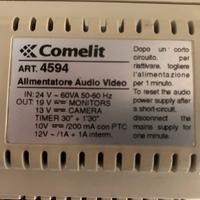 Comelit
ART. 4594
Alimentatore Audio Video
IN: 24 V ~ 60VA 50-60 Hz
OUT: 19 V MONITORS
13 V CAMERA
TIMER 30" + 1'30"
10V /200 mA con PTC
12V ~ /1A + 1A interm.
Dopo un corto
circuito, per
riattivare, togliere
l'alimentazione
per 1 minuto.
To reset the audio
power supply after
a short-circuit,
disconnect the
mains supply for
one minute.